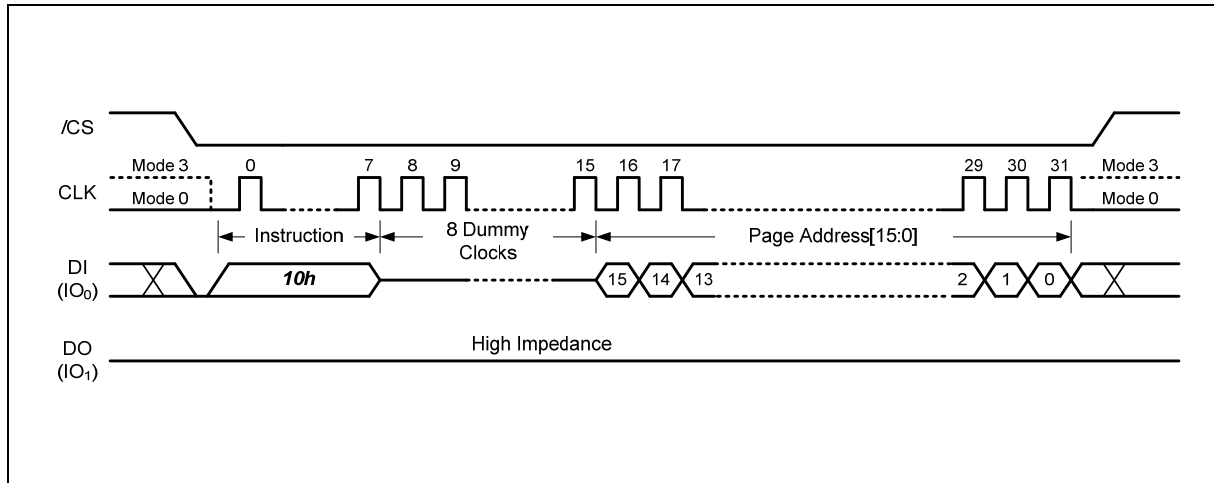 /CS
Mode 3 0 7 8 9 15 16 17 29 30 31 Mode 3
CLK
Mode 0 Mode 0
Instruction 8 Dummy Clocks Page Address[15:0]
DI
(IO₀)
10h 15 14 13 2 1 0
DO
(IO₁)
High Impedance